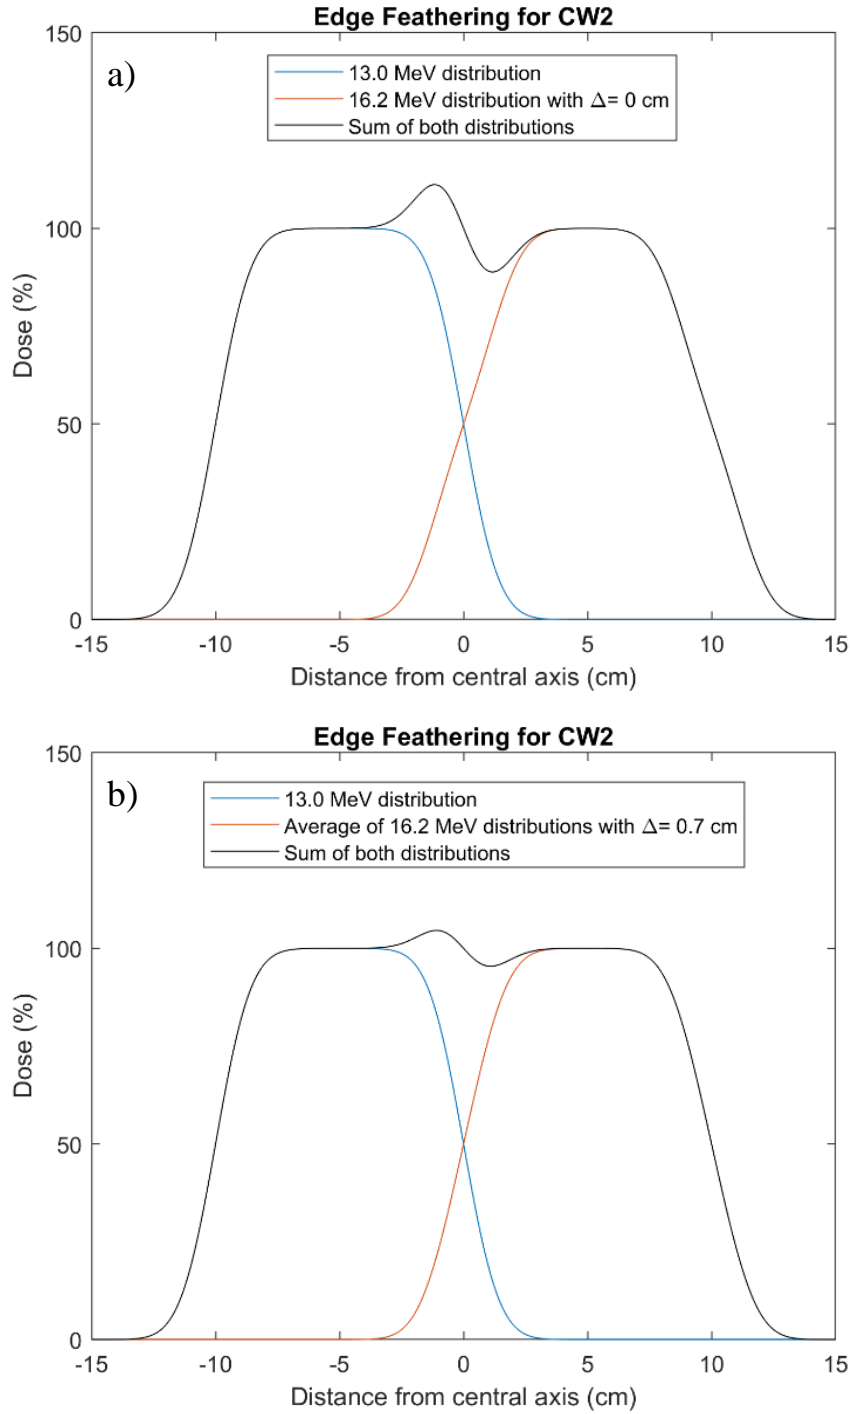 Edge Feathering for CW2
a)
13.0 MeV distribution
16.2 MeV distribution with Δ= 0 cm
Sum of both distributions
150
100
50
0
Dose (%)
-15 -10 -5 0 5 10 15
Distance from central axis (cm)
Edge Feathering for CW2
b)
13.0 MeV distribution
Average of 16.2 MeV distributions with Δ= 0.7 cm
Sum of both distributions
150
100
50
0
Dose (%)
-15 -10 -5 0 5 10 15
Distance from central axis (cm)